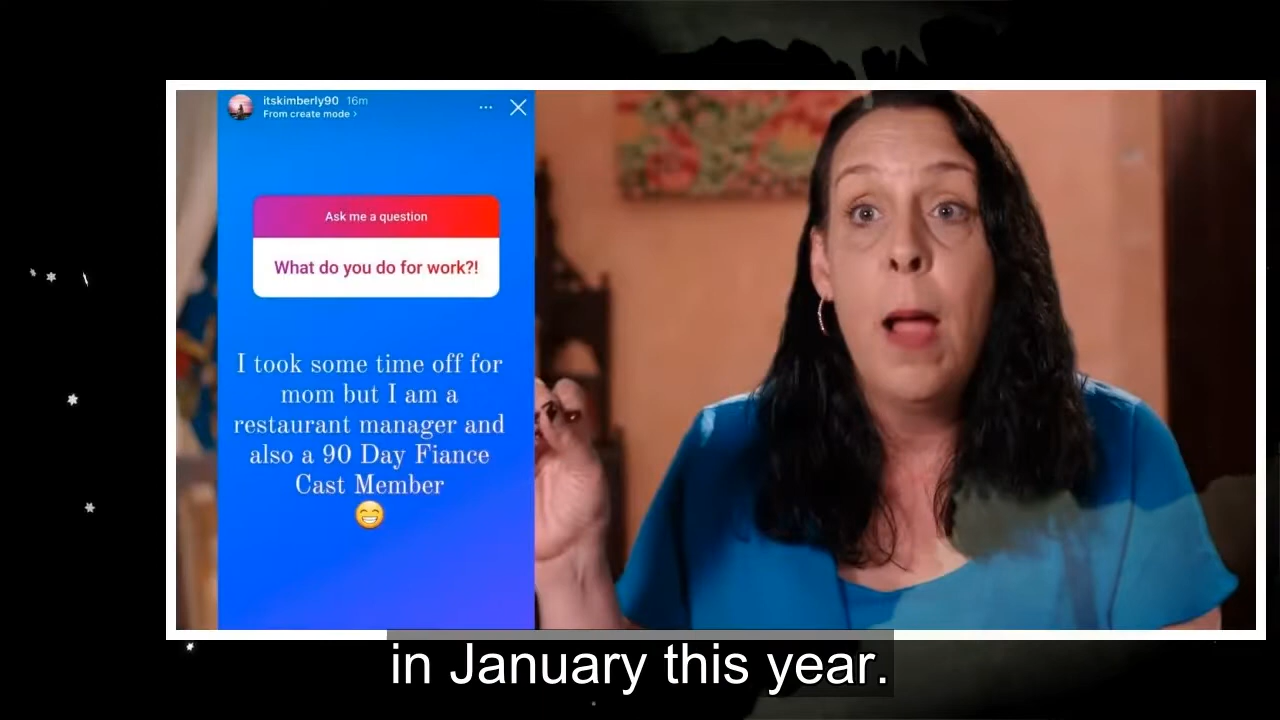 itskimberly90 16m
From create mode >
Ask me a question
What do you do for work?!
I took some time off for
mom but I am a
restaurant manager and
also a 90 Day Fiance
Cast Member
😁
in January this year.